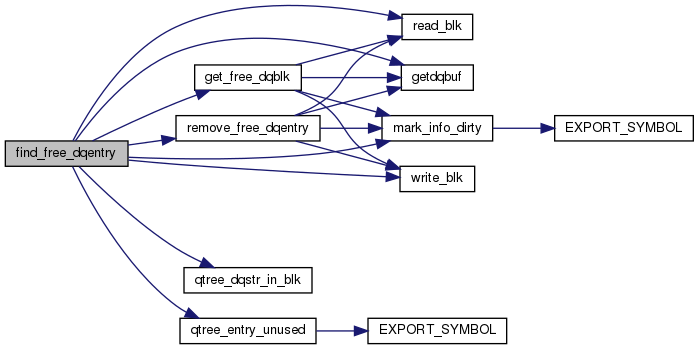 read_blk
get_free_dqblk
getdqbuf
remove_free_dqentry
mark_info_dirty
EXPORT_SYMBOL
find_free_dqentry
write_blk
qtree_dqstr_in_blk
qtree_entry_unused
EXPORT_SYMBOL